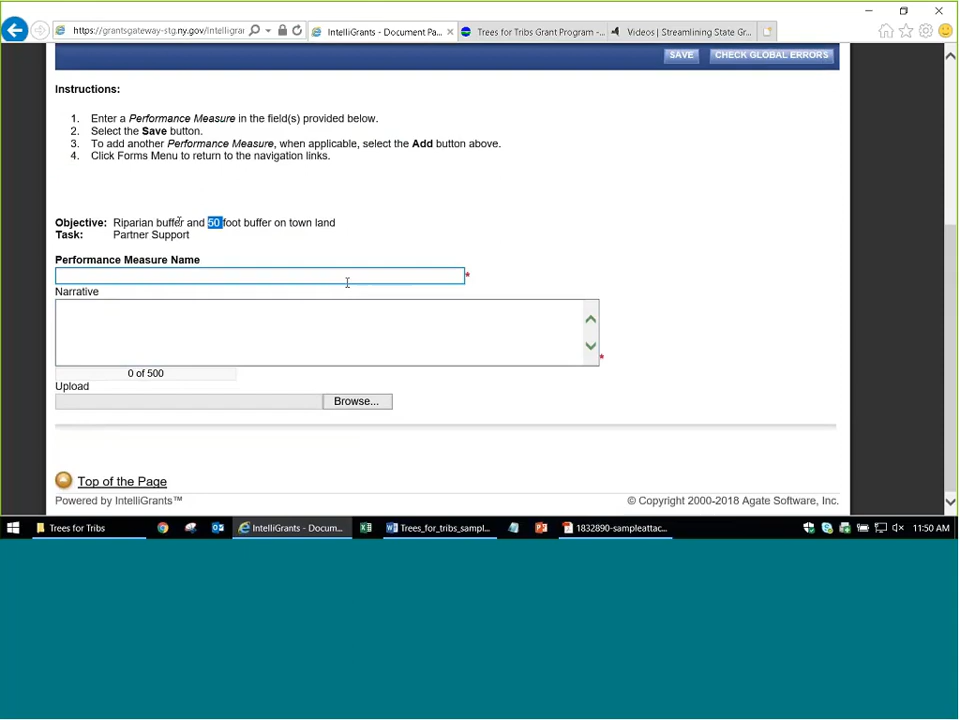 https://grantsgateway-stg.ny.gov/Intelligrar
IntelliGrants - Document Pa...
Trees for Tribs Grant Program -...
Videos | Streamlining State Gr...
SAVE
CHECK GLOBAL ERRORS
Instructions:
1. Enter a Performance Measure in the field(s) provided below.
2. Select the Save button.
3. To add another Performance Measure, when applicable, select the Add button above.
4. Click Forms Menu to return to the navigation links.
Objective: Riparian buffer and 50 foot buffer on town land
Task: Partner Support
Performance Measure Name
*
Narrative
*
0 of 500
Upload
Browse...
Top of the Page
Powered by IntelliGrants™
© Copyright 2000-2018 Agate Software, Inc.
Trees for Tribs
IntelliGrants - Docum...
Trees_for_tribs_sampl...
1832890-sampleattac...
11:50 AM